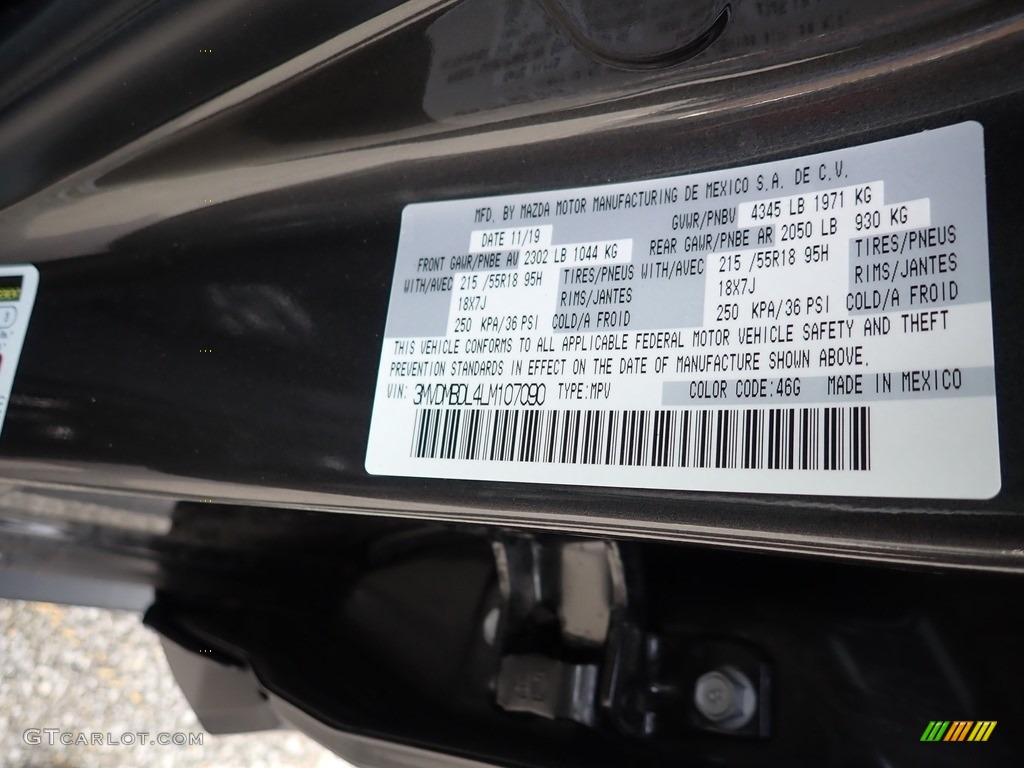 MFD. BY MAZDA MOTOR MANUFACTURING DE MEXICO S.A. DE C.V.
DATE 11/19 GVWR/PNBV 4345 LB 1971 KG
FRONT GAWR/PNBE AV 2302 LB 1044 KG REAR GAWR/PNBE AR 2050 LB 930 KG
WITH/AVEC 215 /55R18 95H TIRES/PNEUS WITH/AVEC 215 /55R18 95H TIRES/PNEUS
18X7J RIMS/JANTES 18X7J RIMS/JANTES
250 KPA/36 PSI COLD/A FROID 250 KPA/36 PSI COLD/A FROID
THIS VEHICLE CONFORMS TO ALL APPLICABLE FEDERAL MOTOR VEHICLE SAFETY AND THEFT
PREVENTION STANDARDS IN EFFECT ON THE DATE OF MANUFACTURE SHOWN ABOVE.
VIN: 3MVDMBDL4LM107090 TYPE:MPV COLOR CODE:46G MADE IN MEXICO
GTCARLOT.COM